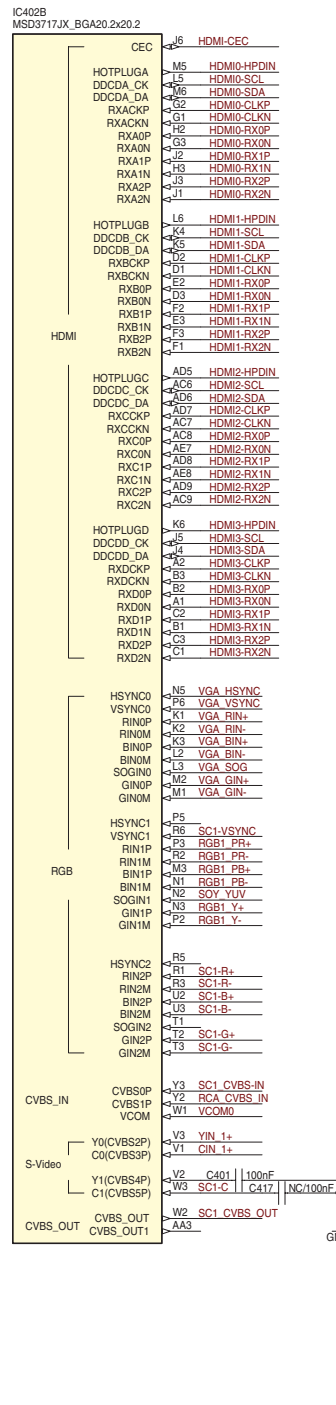 IC402B
MSD3717JX_BGA20.2x20.2
CEC J6 HDMI-CEC
HOTPLUGA M5 HDMI0-HPDIN
DDCDA_CK L5 HDMI0-SCL
DDCDA_DA M6 HDMI0-SDA
RXACKP G2 HDMI0-CLKP
RXACKN G1 HDMI0-CLKN
RXA0P H2 HDMI0-RX0P
RXA0N G3 HDMI0-RX0N
RXA1P J2 HDMI0-RX1P
RXA1N H3 HDMI0-RX1N
RXA2P J3 HDMI0-RX2P
RXA2N J1 HDMI0-RX2N
HOTPLUGB L6 HDMI1-HPDIN
DDCDB_CK K4 HDMI1-SCL
DDCDB_DA K5 HDMI1-SDA
RXBCKP D2 HDMI1-CLKP
RXBCKN D1 HDMI1-CLKN
RXB0P E2 HDMI1-RX0P
RXB0N D3 HDMI1-RX0N
RXB1P F2 HDMI1-RX1P
RXB1N E3 HDMI1-RX1N
HDMI RXB2P F3 HDMI1-RX2P
RXB2N F1 HDMI1-RX2N
HOTPLUGC AD5 HDMI2-HPDIN
DDCDC_CK AC6 HDMI2-SCL
DDCDC_DA AD6 HDMI2-SDA
RXCCKP AD7 HDMI2-CLKP
RXCCKN AC7 HDMI2-CLKN
RXC0P AC8 HDMI2-RX0P
RXC0N AE7 HDMI2-RX0N
RXC1P AD8 HDMI2-RX1P
RXC1N AE8 HDMI2-RX1N
RXC2P AD9 HDMI2-RX2P
RXC2N AC9 HDMI2-RX2N
HOTPLUGD K6 HDMI3-HPDIN
DDCDD_CK J5 HDMI3-SCL
DDCDD_DA J4 HDMI3-SDA
RXDCKP A2 HDMI3-CLKP
RXDCKN B3 HDMI3-CLKN
RXD0P B2 HDMI3-RX0P
RXD0N A1 HDMI3-RX0N
RXD1P C2 HDMI3-RX1P
RXD1N B1 HDMI3-RX1N
RXD2P C3 HDMI3-RX2P
RXD2N C1 HDMI3-RX2N
HSYNC0 N5 VGA_HSYNC
VSYNC0 P6 VGA_VSYNC
RIN0P K1 VGA_RIN+
RIN0M K2 VGA_RIN-
BIN0P K3 VGA_BIN+
BIN0M L2 VGA_BIN-
SOGIN0 L3 VGA_SOG
GIN0P M2 VGA_GIN+
GIN0M M1 VGA_GIN-
HSYNC1 P5
VSYNC1 R6 SC1-VSYNC
RIN1P P3 RGB1_PR+
RIN1M R2 RGB1_PR-
RGB BIN1P M3 RGB1_PB+
BIN1M N1 RGB1_PB-
SOGIN1 N2 SOY_YUV
GIN1P N3 RGB1_Y+
GIN1M P2 RGB1_Y-
HSYNC2 R5
RIN2P R1 SC1-R+
RIN2M R3 SC1-R-
BIN2P U2 SC1-B+
BIN2M U3 SC1-B-
SOGIN2 T1
GIN2P T2 SC1-G+
GIN2M T3 SC1-G-
CVBS0P Y3 SC1_CVBS-IN
CVBS_IN CVBS1P Y2 RCA_CVBS_IN
VCOM W1 VCOM0
Y0(CVBS2P) V3 YIN_1+
C0(CVBS3P) V1 CIN_1+
S-Video
Y1(CVBS4P) V2 C401 100nF
C1(CVBS5P) W3 SC1-C C417 NC/100nF
CVBS_OUT W2 SC1_CVBS_OUT
CVBS_OUT CVBS_OUT1 AA3